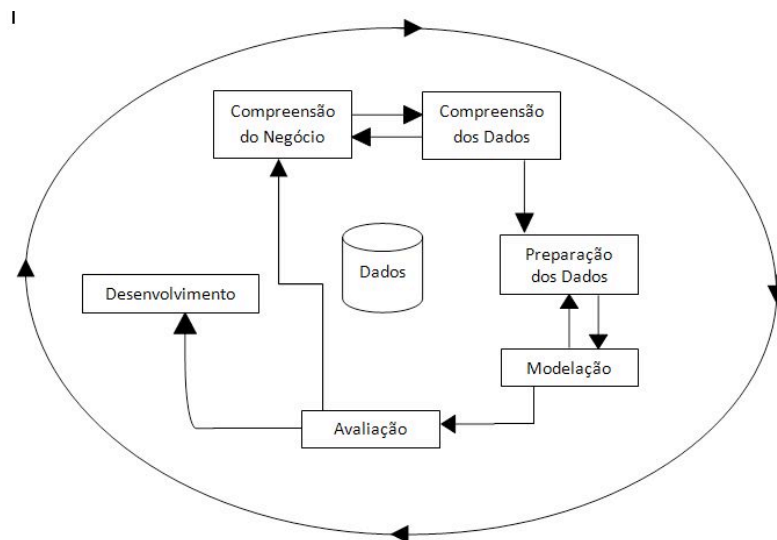 I
Compreensão
do Negócio
Compreensão
dos Dados
Preparação
dos Dados
Dados
Desenvolvimento
Modelação
Avaliação